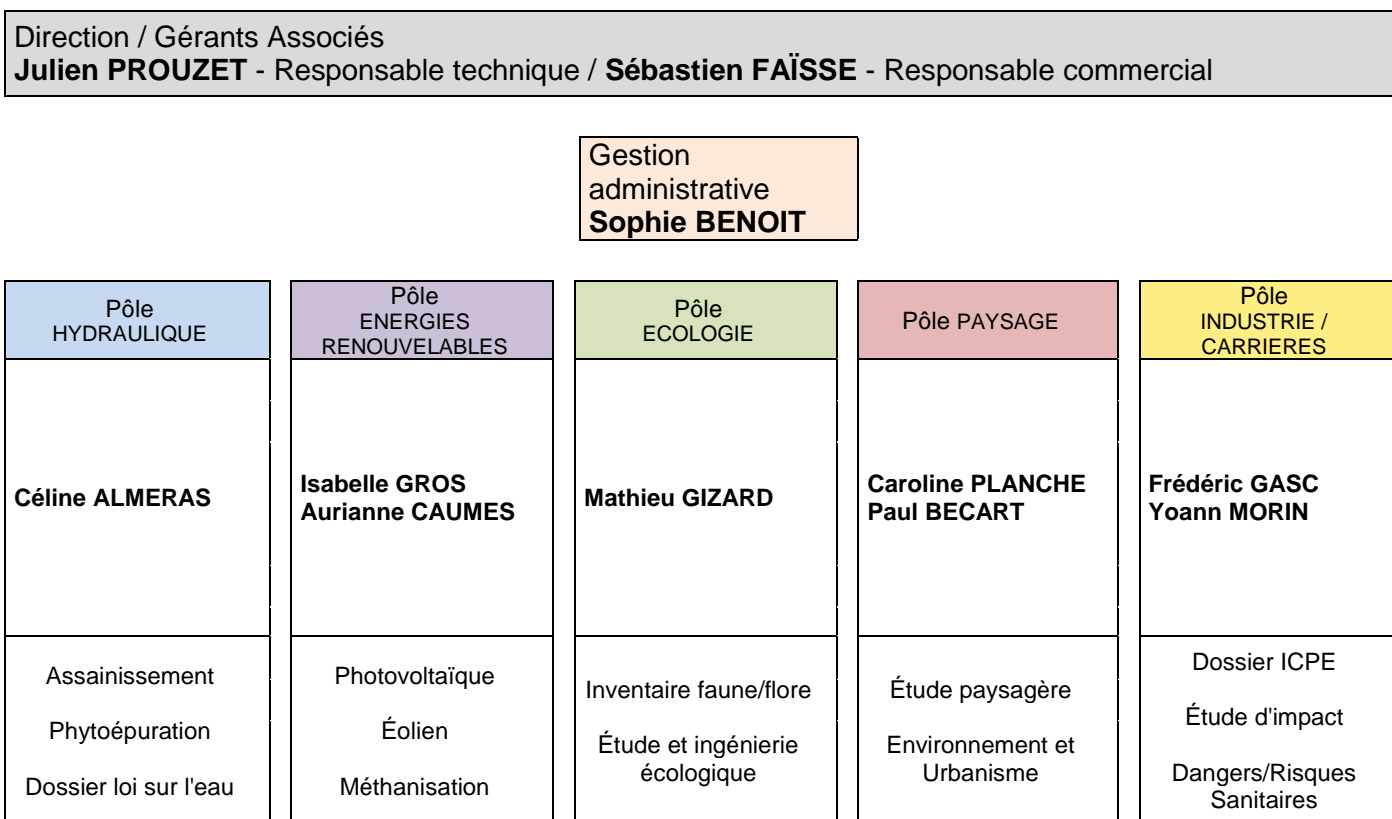 Direction / Gérants Associés
Julien PROUZET - Responsable technique / Sébastien FAÏSSE - Responsable commercial
Gestion
administrative
Sophie BENOIT
Pôle
HYDRAULIQUE
Pôle
ENERGIES
RENOUVELABLES
Pôle
ECOLOGIE
Pôle PAYSAGE
Pôle
INDUSTRIE /
CARRIERES
Céline ALMERAS
Isabelle GROS
Aurianne CAUMES
Mathieu GIZARD
Caroline PLANCHE
Paul BECART
Frédéric GASC
Yoann MORIN
Assainissement
Phytoépuration
Dossier loi sur l'eau
Photovoltaïque
Éolien
Méthanisation
Inventaire faune/flore
Étude et ingénierie
écologique
Étude paysagère
Environnement et
Urbanisme
Dossier ICPE
Étude d'impact
Dangers/Risques
Sanitaires